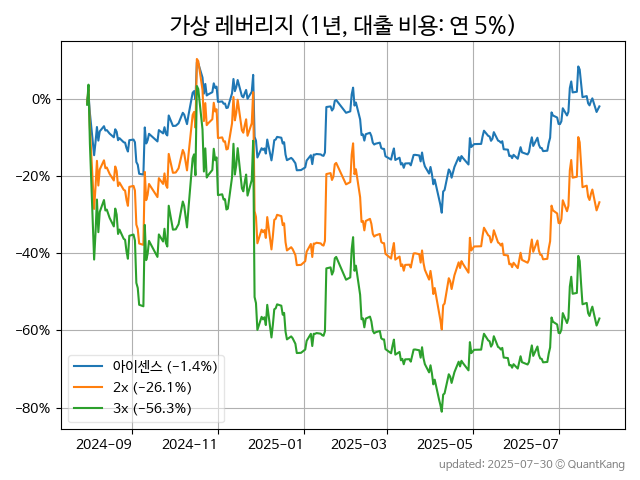 가상 레버리지 (1년, 대출 비용: 연 5%)
0%
−20%
−40%
−60%
−80%
아이센스 (−1.4%)
2x (−26.1%)
3x (−56.3%)
2024-09 2024-11 2025-01 2025-03 2025-05 2025-07
updated: 2025-07-30 © QuantKang